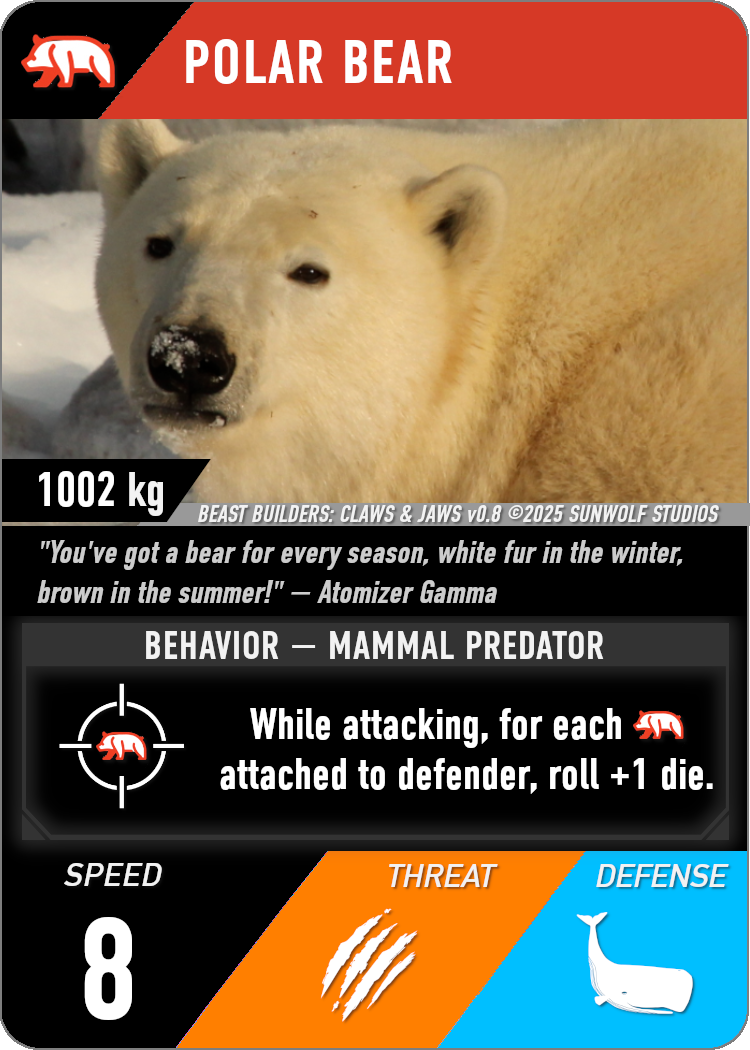 POLAR BEAR
1002 kg
BEAST BUILDERS: CLAWS & JAWS v0.8 ©2025 SUNWOLF STUDIOS
"You've got a bear for every season, white fur in the winter,
brown in the summer!" — Atomizer Gamma
BEHAVIOR — MAMMAL PREDATOR
While attacking, for each
attached to defender, roll +1 die.
SPEED
THREAT
DEFENSE
8